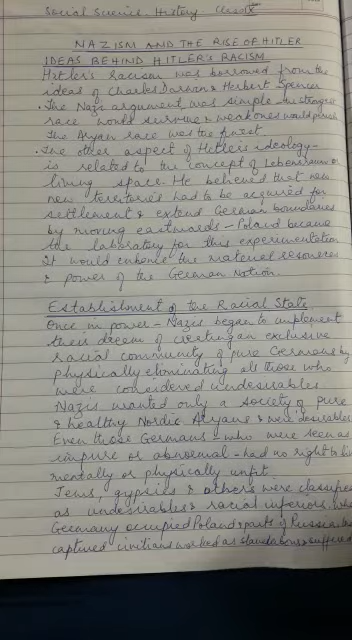 Social Science - History - Class X
NAZISM AND THE RISE OF HITLER
IDEAS BEHIND HITLER'S RACISM
Hitler's racism was borrowed from the
ideas of Charles Darwin & Herbert Spencer
• The Nazi argument was simple - the strongest
race would survive & weak ones would perish
The Aryan race was the purest.
• The other aspect of Hitler's ideology -
is related to the concept of Lebensraum or
living space. He believed that new
new territories had to be acquired for
settlement & extend German boundaries
by moving eastwards - Poland became
the laboratory for this experimentation
It would enhance the material resources
& power of the German Nation.
Establishment of the Racial State
Once in power - Nazis began to implement
their dream of creating an exclusive
racial community of pure Germans by
physically eliminating all those who
were considered undesirables
Nazis wanted only a society of pure
& healthy Nordic Aryans & were desirable
Even those Germans - who were seen as
impure or abnormal - had no right to
mentally or physically unfit.
Jews, gypsies & others were classified
as undesirables & racial inferiors.
Germany occupied Poland & parts of Russia
captured civilians worked as & suffered